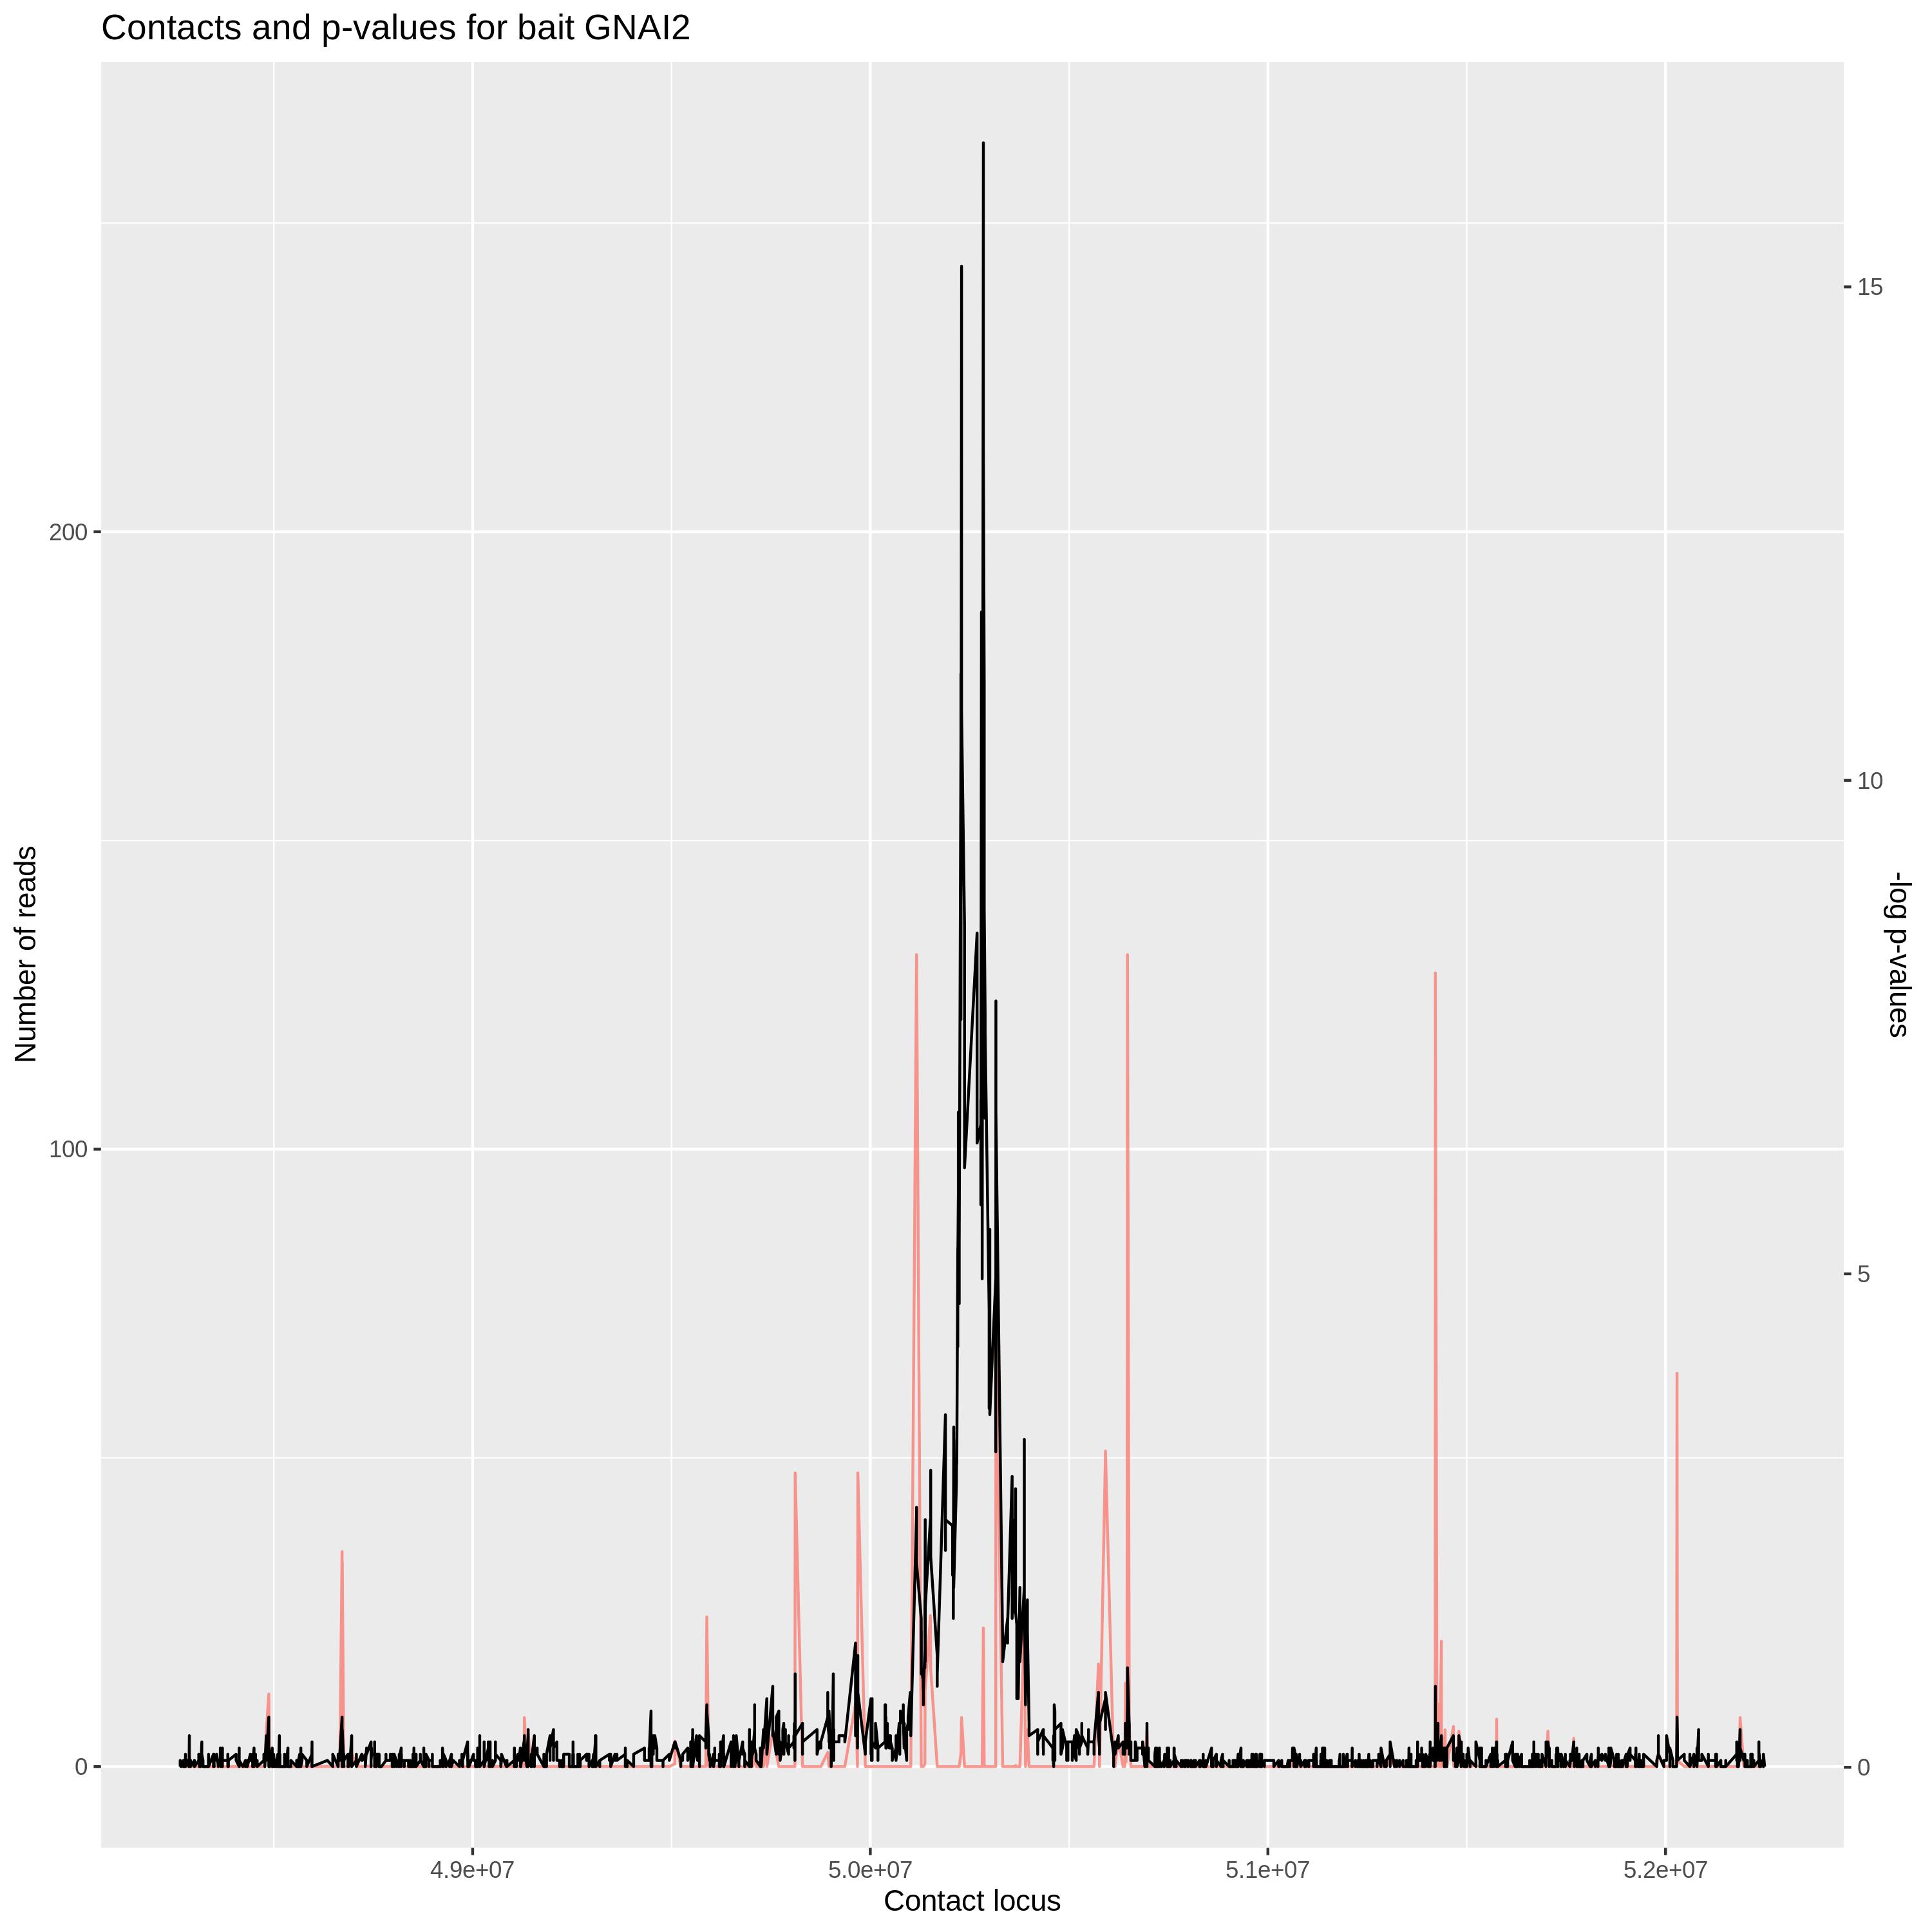 Contacts and p-values for bait GNAI2
Number of reads
200
100
0
15
10
5
0
-log p-values
4.9e+07 5.0e+07 5.1e+07 5.2e+07
Contact locus